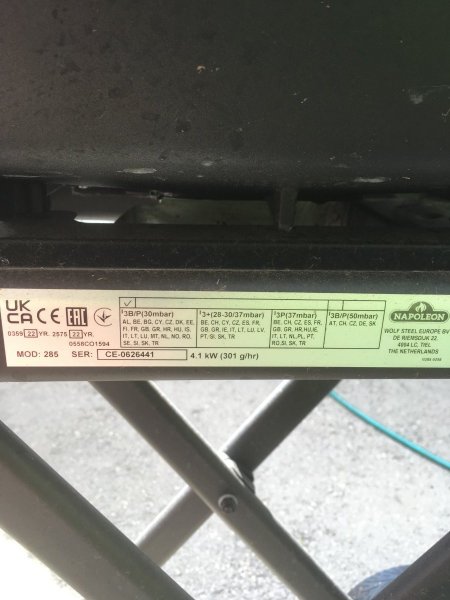 UK
CA CE EAC
0359 22 YR. 2575 22 YR.
0558CO1594
✓
I3B/P(30mbar)
AL, BE, BG, CY, CZ, DK, EE,
FI, FR, GB, GR, HR, HU, IS,
IT, LT, LU, MT, NL, NO, RO,
SE, SI, SK, TR
I3+(28-30/37mbar)
BE, CH, CY, CZ, ES, FR,
GB, GR, IE, IT, LT, LU, LV,
PT, SI, SK, TR
I3P(37mbar)
BE, CH, CZ, ES, FR,
GB, GR, HR, HU, IE,
IT, LT, NL, PL, PT,
RO, SI, SK, TR
I3B/P(50mbar)
AT, CH, CZ, DE, SK
MOD: 285 SER: CE-0626441 4.1 kW (301 g/hr)
NAPOLEON
WOLF STEEL EUROPE BV
DE RIEMSDIJK 22,
4004 LC, TIEL
THE NETHERLANDS